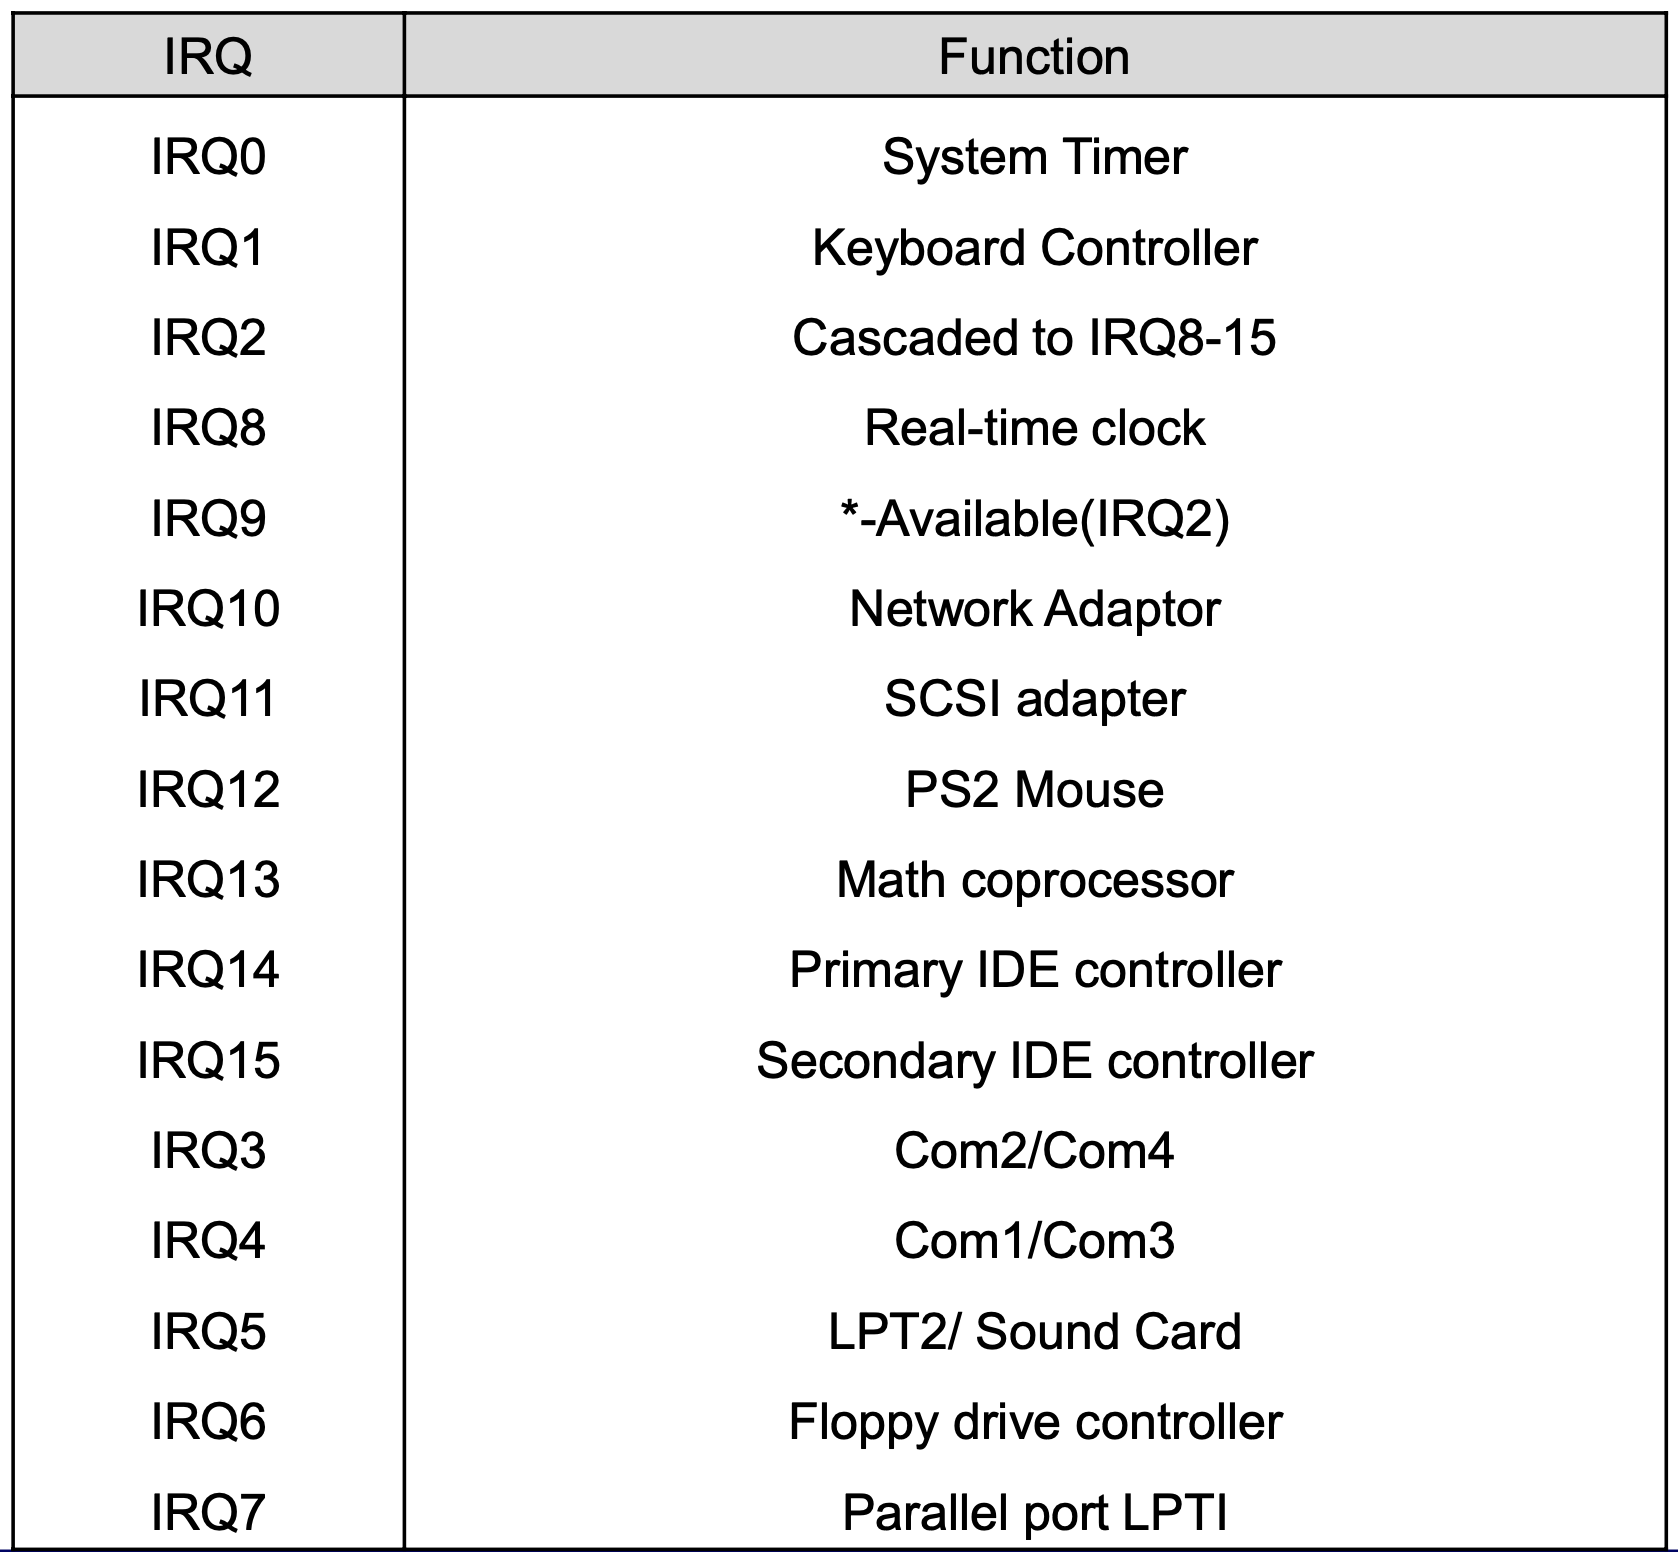 IRQ Function
IRQ0 System Timer
IRQ1 Keyboard Controller
IRQ2 Cascaded to IRQ8-15
IRQ8 Real-time clock
IRQ9 *-Available(IRQ2)
IRQ10 Network Adaptor
IRQ11 SCSI adapter
IRQ12 PS2 Mouse
IRQ13 Math coprocessor
IRQ14 Primary IDE controller
IRQ15 Secondary IDE controller
IRQ3 Com2/Com4
IRQ4 Com1/Com3
IRQ5 LPT2/ Sound Card
IRQ6 Floppy drive controller
IRQ7 Parallel port LPTI